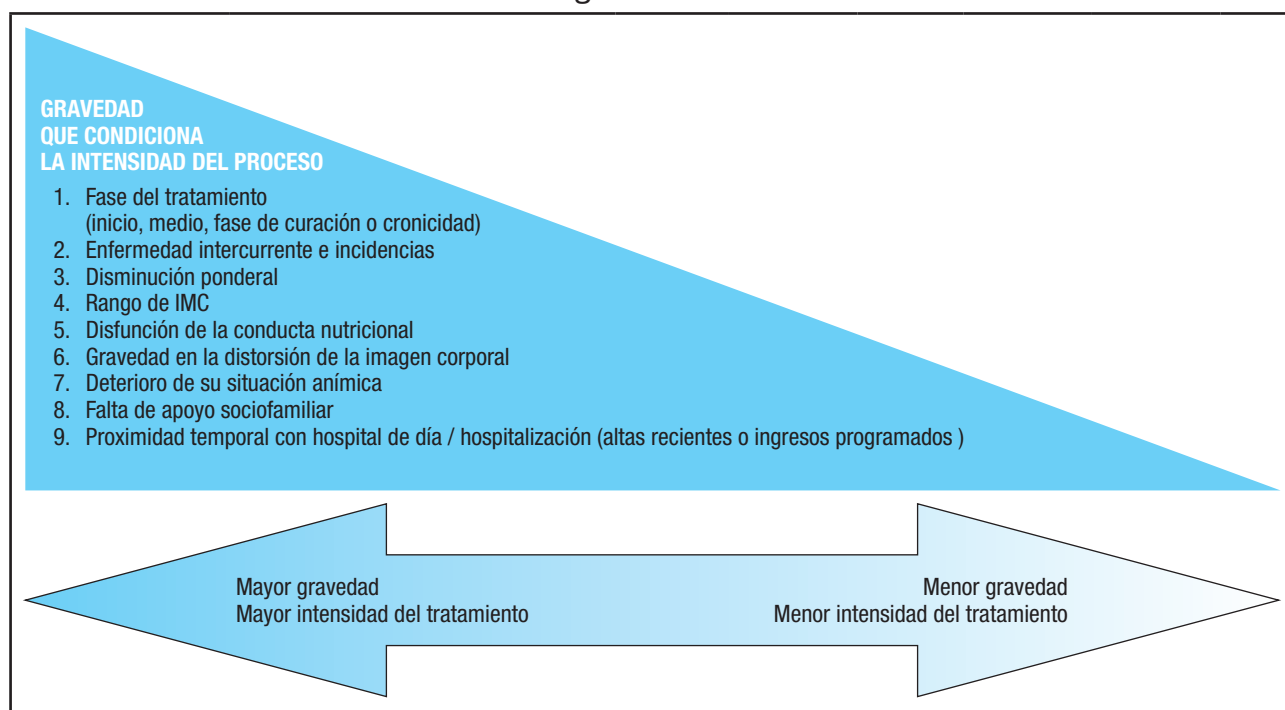 GRAVEDAD
QUE CONDICIONA
LA INTENSIDAD DEL PROCESO
1. Fase del tratamiento
(inicio, medio, fase de curación o cronicidad)
2. Enfermedad intercurrente e incidencias
3. Disminución ponderal
4. Rango de IMC
5. Disfunción de la conducta nutricional
6. Gravedad en la distorsión de la imagen corporal
7. Deterioro de su situación anímica
8. Falta de apoyo sociofamiliar
9. Proximidad temporal con hospital de día / hospitalización (altas recientes o ingresos programados )
Mayor gravedad
Mayor intensidad del tratamiento
Menor gravedad
Menor intensidad del tratamiento